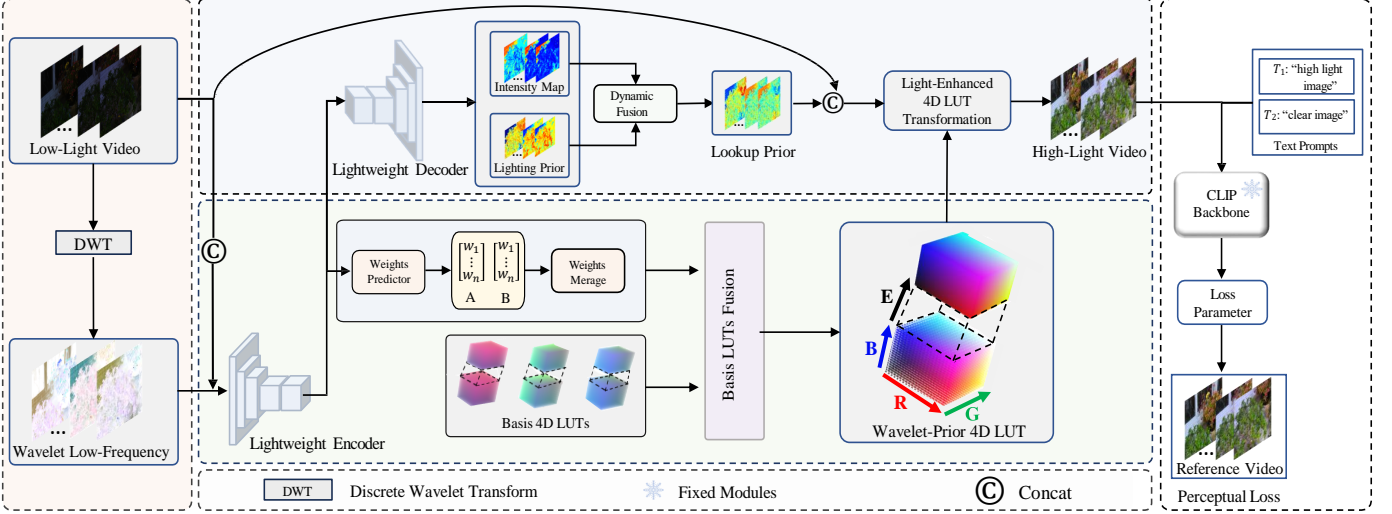 Low-Light Video
DWT
Wavelet Low-Frequency
...
...
C
Lightweight Encoder
Lightweight Decoder
...
Intensity Map
...
Lighting Prior
Dynamic
Fusion
...
Lookup Prior
C
Light-Enhanced
4D LUT
Transformation
...
High-Light Video
Weights
Predictor
w1
⋮
wn
A
w1
⋮
wn
B
Weights
Merage
Basis 4D LUTs
Basis LUTs Fusion
E
B
R
G
Wavelet-Prior 4D LUT
T1: “high light
image”
T2: “clear image”
Text Prompts
CLIP
Backbone
Loss
Parameter
...
Reference Video
Perceptual Loss
DWT
Discrete Wavelet Transform
Fixed Modules
C
Concat